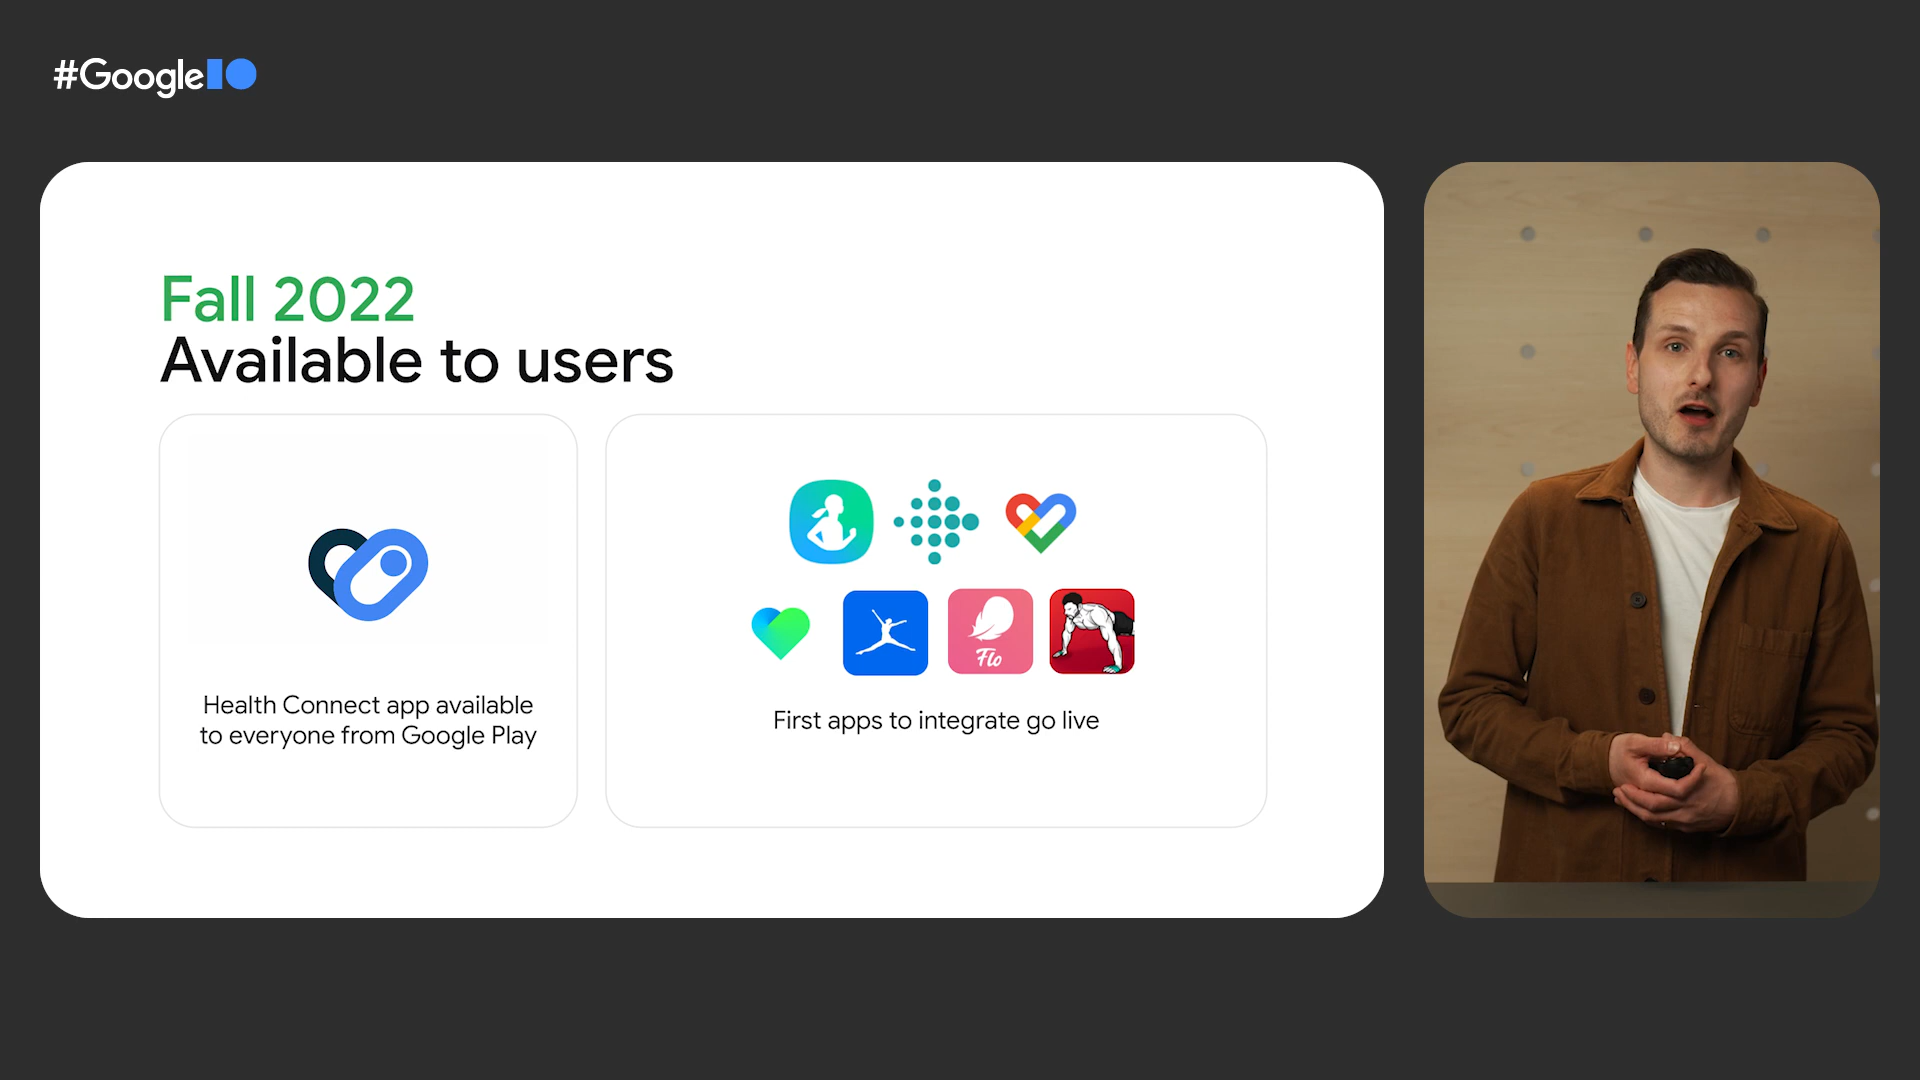 #GoogleIO
Fall 2022
Available to users
Health Connect app available
to everyone from Google Play
Flo
First apps to integrate go live